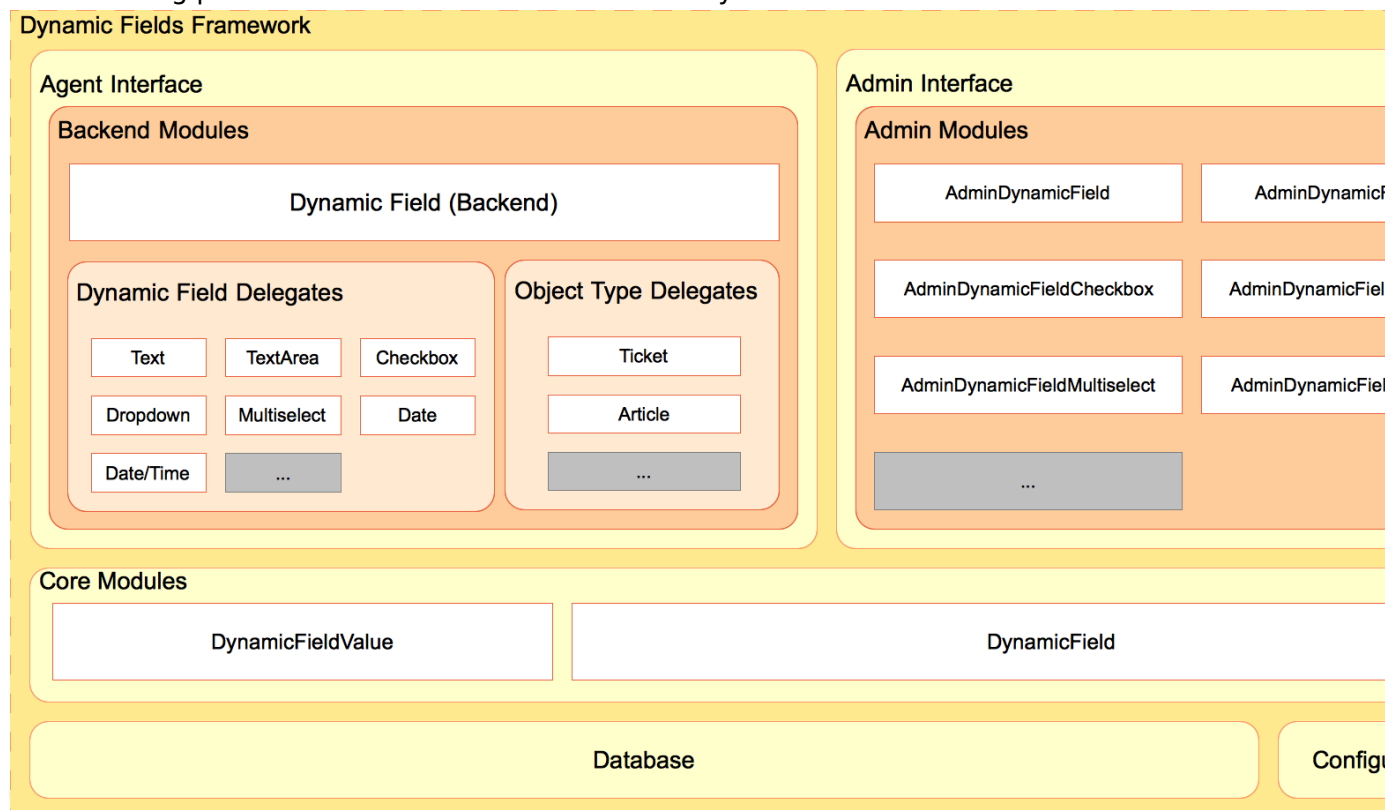 Dynamic Fields Framework
Agent Interface
Backend Modules
Dynamic Field (Backend)
Dynamic Field Delegates
Text
TextArea
Checkbox
Dropdown
Multiselect
Date
Date/Time
...
Object Type Delegates
Ticket
Article
...
Admin Interface
Admin Modules
AdminDynamicField
AdminDynamicFieldCheckbox
AdminDynamicFieldMultiselect
...
Core Modules
DynamicFieldValue
DynamicField
Database